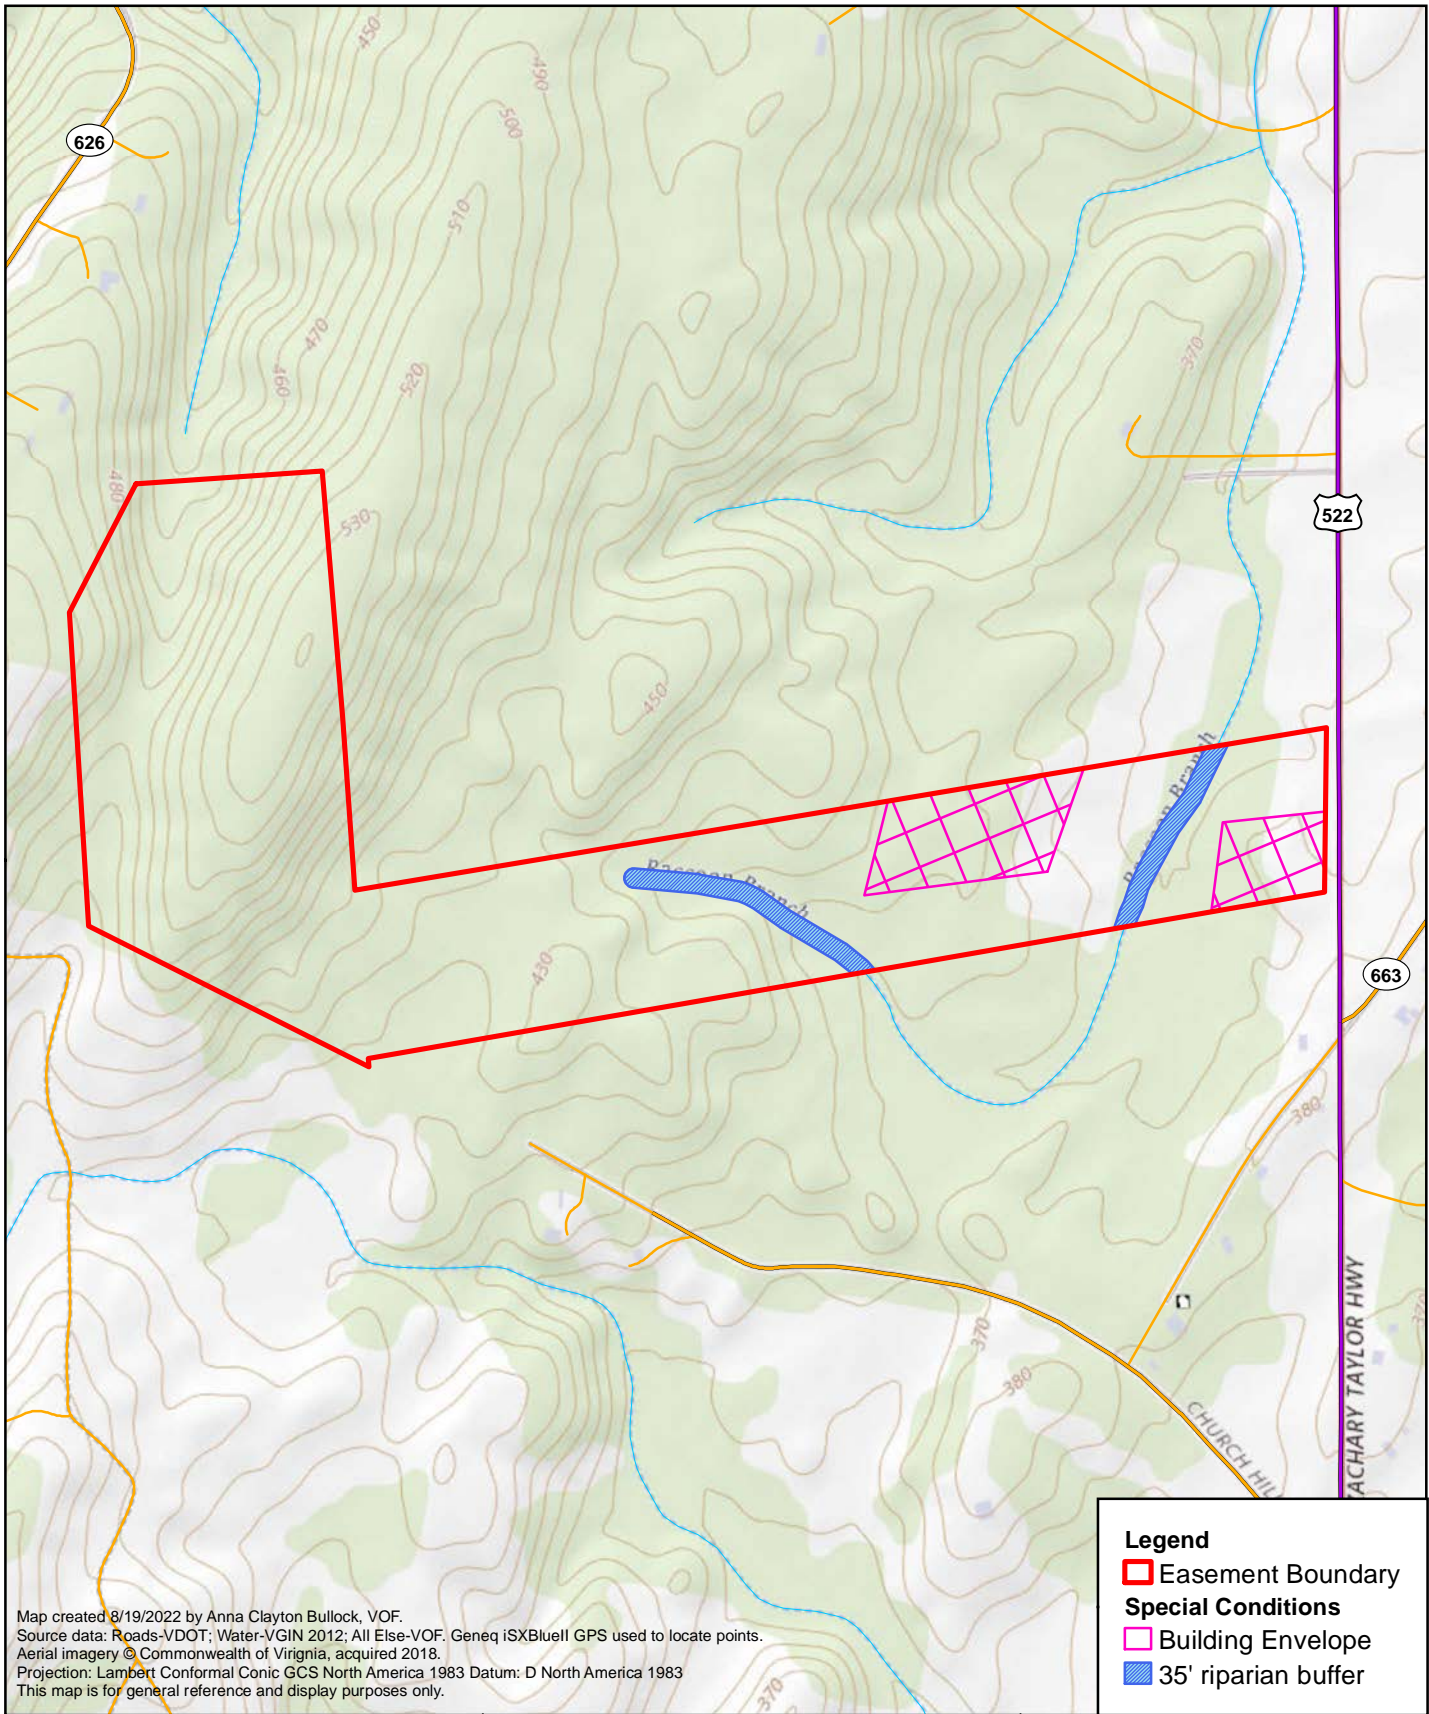 450
490
500
626
510
470
460
520
370
480
530
522
450
Raccoon Branch
Raccoon Branch
430
663
380
370
380
370
ZACHARY TAYLOR HWY
CHURCH HILL
370
Legend
Easement Boundary
Special Conditions
Building Envelope
35' riparian buffer
Map created 8/19/2022 by Anna Clayton Bullock, VOF.
Source data: Roads-VDOT; Water-VGIN 2012; All Else-VOF. Geneq iSXBlueII GPS used to locate points.
Aerial imagery © Commonwealth of Virignia, acquired 2018.
Projection: Lambert Conformal Conic GCS North America 1983 Datum: D North America 1983
This map is for general reference and display purposes only.